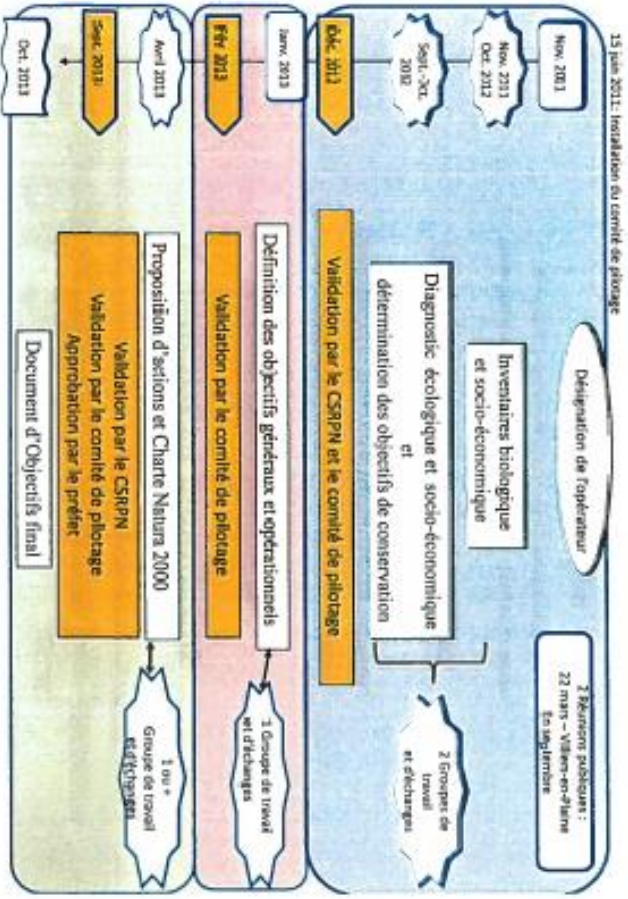 15 juin 2011: Installation du comité de pilotage
Nov. 2011
Désignation de l'opérateur
2 Réunions publiques :
22 mars – Villiers-en-Plaine
En septembre
Nov. 2011
Oct. 2012
Inventaires biologique
et socio-économique
Sept.-Oct.
2012
Diagnostic écologique et socio-économique
et
détermination des objectifs de conservation
2 Groupes de
travail
et d'échanges
Déc. 2012
Validation par le CSRPN et le comité de pilotage
Janv. 2013
Définition des objectifs généraux et opérationnels
1 Groupe de travail
et d'échanges
Fév 2013
Validation par le comité de pilotage
Avril 2013
Proposition d'actions et Charte Natura 2000
1 ou +
Groupe de travail
et d'échanges
Sept. 2013
Validation par le CSRPN
Validation par le comité de pilotage
Approbation par le préfet
Oct. 2013
Document d'Objectifs final